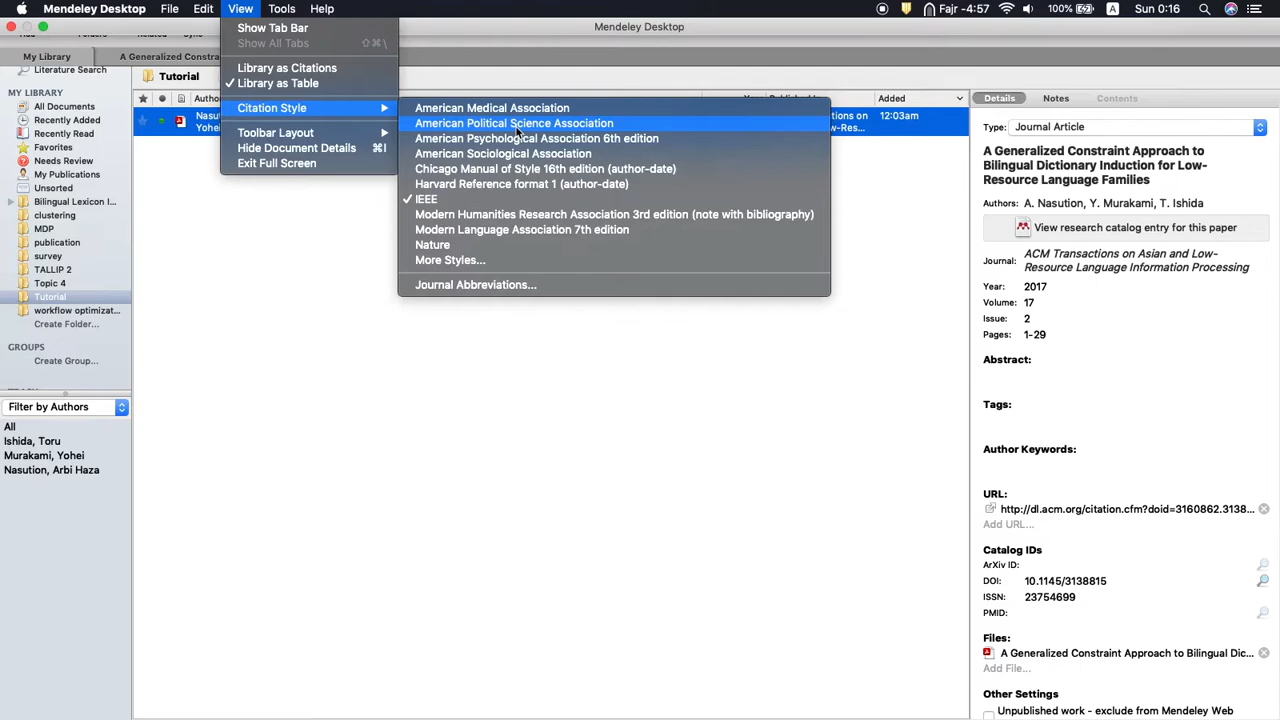 Mendeley Desktop File Edit View Tools Help
Fajr -4:57 100% A Sun 0:16
Mendeley Desktop
Related Sync
My Library
A Generalized Constra
Literature Search
MY LIBRARY
All Documents
Recently Added
Recently Read
Favorites
Needs Review
My Publications
Unsorted
Bilingual Lexicon I...
clustering
MDP
publication
survey
TALLIP 2
Topic 4
Tutorial
workflow optimizat...
Create Folder...
GROUPS
Create Group...
Filter by Authors
All
Ishida, Toru
Murakami, Yohei
Nasution, Arbi Haza
Tutorial
Autho
Added
Nasut
Yohei
tions on
v-Res...
12:03am
Show Tab Bar
Show All Tabs ⇧⌘\
Library as Citations
✓ Library as Table
Citation Style
Toolbar Layout
Hide Document Details ⌘I
Exit Full Screen
American Medical Association
American Political Science Association
American Psychological Association 6th edition
American Sociological Association
Chicago Manual of Style 16th edition (author-date)
Harvard Reference format 1 (author-date)
✓ IEEE
Modern Humanities Research Association 3rd edition (note with bibliography)
Modern Language Association 7th edition
Nature
More Styles...
Journal Abbreviations...
Details Notes Contents
Type: Journal Article
A Generalized Constraint Approach to
Bilingual Dictionary Induction for Low-
Resource Language Families
Authors: A. Nasution, Y. Murakami, T. Ishida
View research catalog entry for this paper
Journal: ACM Transactions on Asian and Low-
Resource Language Information Processing
Year: 2017
Volume: 17
Issue: 2
Pages: 1-29
Abstract:
Tags:
Author Keywords:
URL:
http://dl.acm.org/citation.cfm?doid=3160862.3138...
Add URL...
Catalog IDs
ArXiv ID:
DOI: 10.1145/3138815
ISSN: 23754699
PMID:
Files:
A Generalized Constraint Approach to Bilingual Dic...
Add File...
Other Settings
Unpublished work - exclude from Mendeley Web